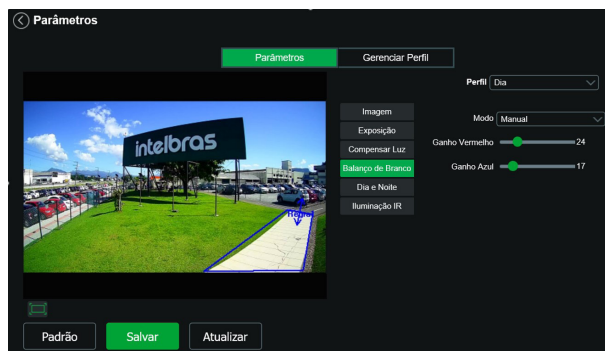 Parâmetros
Parâmetros Gerenciar Perfil
Perfil Dia
Imagem
Exposição
Compensar Luz
Balanço de Branco
Dia e Noite
Iluminação IR
Modo Manual
Ganho Vermelho 24
Ganho Azul 17
intelbras
Padrão Salvar Atualizar